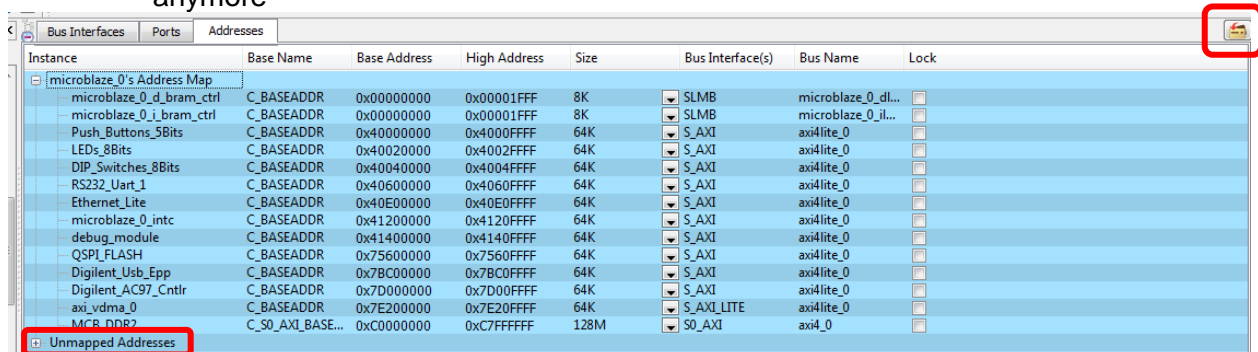 anymore
Bus Interfaces Ports Addresses
Instance Base Name Base Address High Address Size Bus Interface(s) Bus Name Lock
microblaze_0's Address Map
microblaze_0_d_bram_ctrl C_BASEADDR 0x00000000 0x00001FFF 8K SLMB microblaze_0_dl...
microblaze_0_i_bram_ctrl C_BASEADDR 0x00000000 0x00001FFF 8K SLMB microblaze_0_il...
Push_Buttons_5Bits C_BASEADDR 0x40000000 0x4000FFFF 64K S_AXI axi4lite_0
LEDs_8Bits C_BASEADDR 0x40020000 0x4002FFFF 64K S_AXI axi4lite_0
DIP_Switches_8Bits C_BASEADDR 0x40040000 0x4004FFFF 64K S_AXI axi4lite_0
RS232_Uart_1 C_BASEADDR 0x40600000 0x4060FFFF 64K S_AXI axi4lite_0
Ethernet_Lite C_BASEADDR 0x40E00000 0x40E0FFFF 64K S_AXI axi4lite_0
microblaze_0_intc C_BASEADDR 0x41200000 0x4120FFFF 64K S_AXI axi4lite_0
debug_module C_BASEADDR 0x41400000 0x4140FFFF 64K S_AXI axi4lite_0
QSPI_FLASH C_BASEADDR 0x75600000 0x7560FFFF 64K S_AXI axi4lite_0
Digilent_Usb_Epp C_BASEADDR 0x7BC00000 0x7BC0FFFF 64K S_AXI axi4lite_0
Digilent_AC97_Cntlr C_BASEADDR 0x7D000000 0x7D00FFFF 64K S_AXI axi4lite_0
axi_vdma_0 C_BASEADDR 0x7E200000 0x7E20FFFF 64K S_AXI_LITE axi4lite_0
MCB_DDR2 C_S0_AXI_BASE... 0xC0000000 0xC7FFFFFF 128M S0_AXI axi4_0
Unmapped Addresses